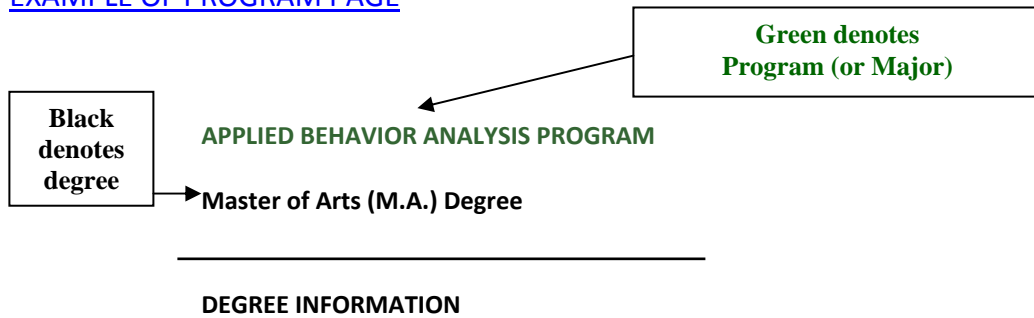 EXAMPLE OF PROGRAM PAGE
Green denotes
Program (or Major)
Black
denotes
degree
APPLIED BEHAVIOR ANALYSIS PROGRAM
Master of Arts (M.A.) Degree
DEGREE INFORMATION